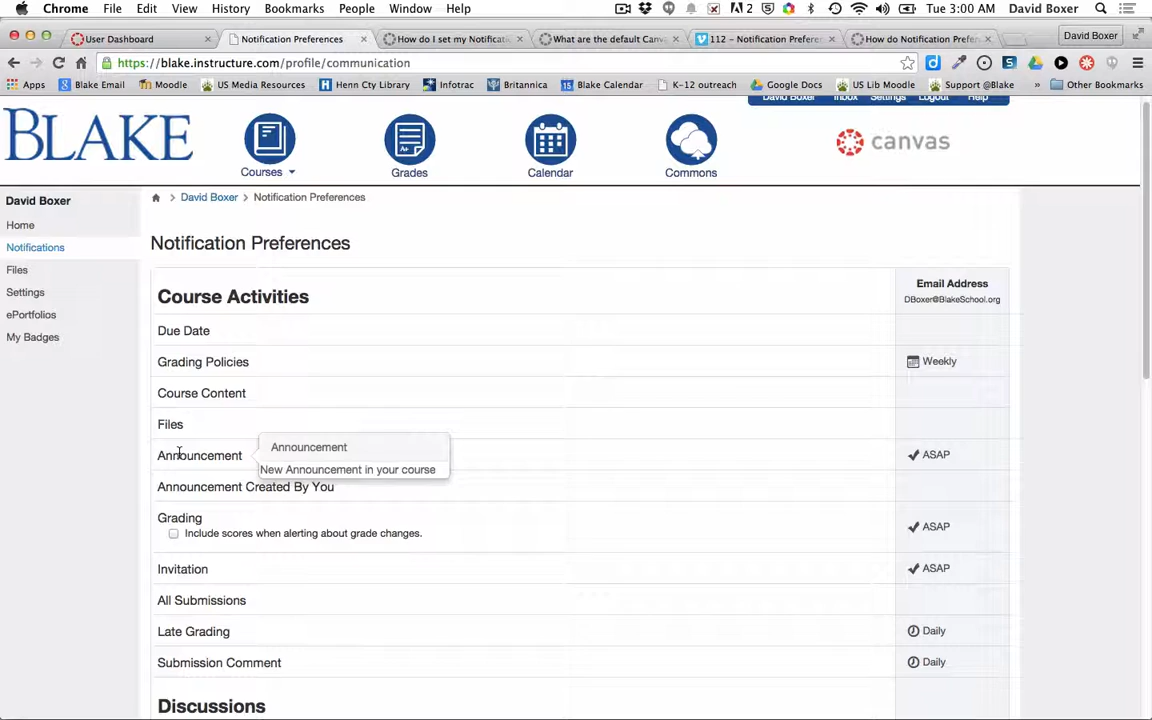 Chrome File Edit View History Bookmarks People Window Help 2 Tue 3:00 AM David Boxer
User Dashboard × Notification Preferences × How do I set my Notificat × What are the default Canv × 112 - Notification Prefere × How do Notification Prefer × David Boxer
https://blake.instructure.com/profile/communication
Apps Blake Email Moodle US Media Resources Henn Cty Library Infotrac Britannica Blake Calendar K-12 outreach Google Docs US Lib Moodle Support @Blake » Other Bookmarks
David Boxer Inbox Settings Logout Help
BLAKE
canvas
Courses Grades Calendar Commons
David Boxer
Home
Notifications
Files
Settings
ePortfolios
My Badges
David Boxer > Notification Preferences
Notification Preferences
Course Activities Email Address
DBoxer@BlakeSchool.org
Due Date
Grading Policies Weekly
Course Content
Files
Announcement ASAP
Announcement
New Announcement in your course
Announcement Created By You
Grading ASAP
Include scores when alerting about grade changes.
Invitation ASAP
All Submissions
Late Grading Daily
Submission Comment Daily
Discussions